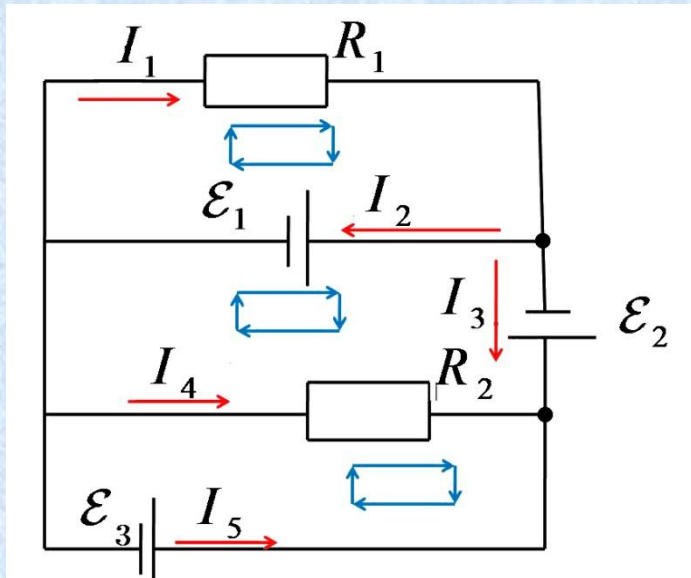 I₁ R₁
ℰ₁ I₂
I₃ ℰ₂
I₄ R₂
ℰ₃ I₅